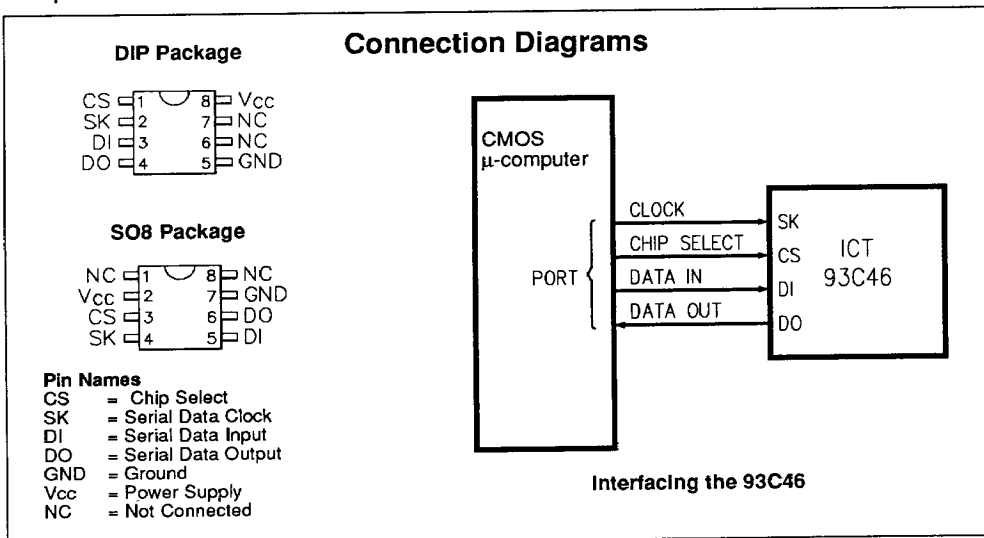 Connection Diagrams
DIP Package
CS 1 8 Vcc
SK 2 7 NC
DI 3 6 NC
DO 4 5 GND
SO8 Package
NC 1 8 NC
Vcc 2 7 GND
CS 3 6 DO
SK 4 5 DI
Pin Names
CS = Chip Select
SK = Serial Data Clock
DI = Serial Data Input
DO = Serial Data Output
GND = Ground
Vcc = Power Supply
NC = Not Connected
CMOS
μ-computer
PORT
CLOCK
CHIP SELECT
DATA IN
DATA OUT
SK
CS
DI
DO
ICT
93C46
Interfacing the 93C46